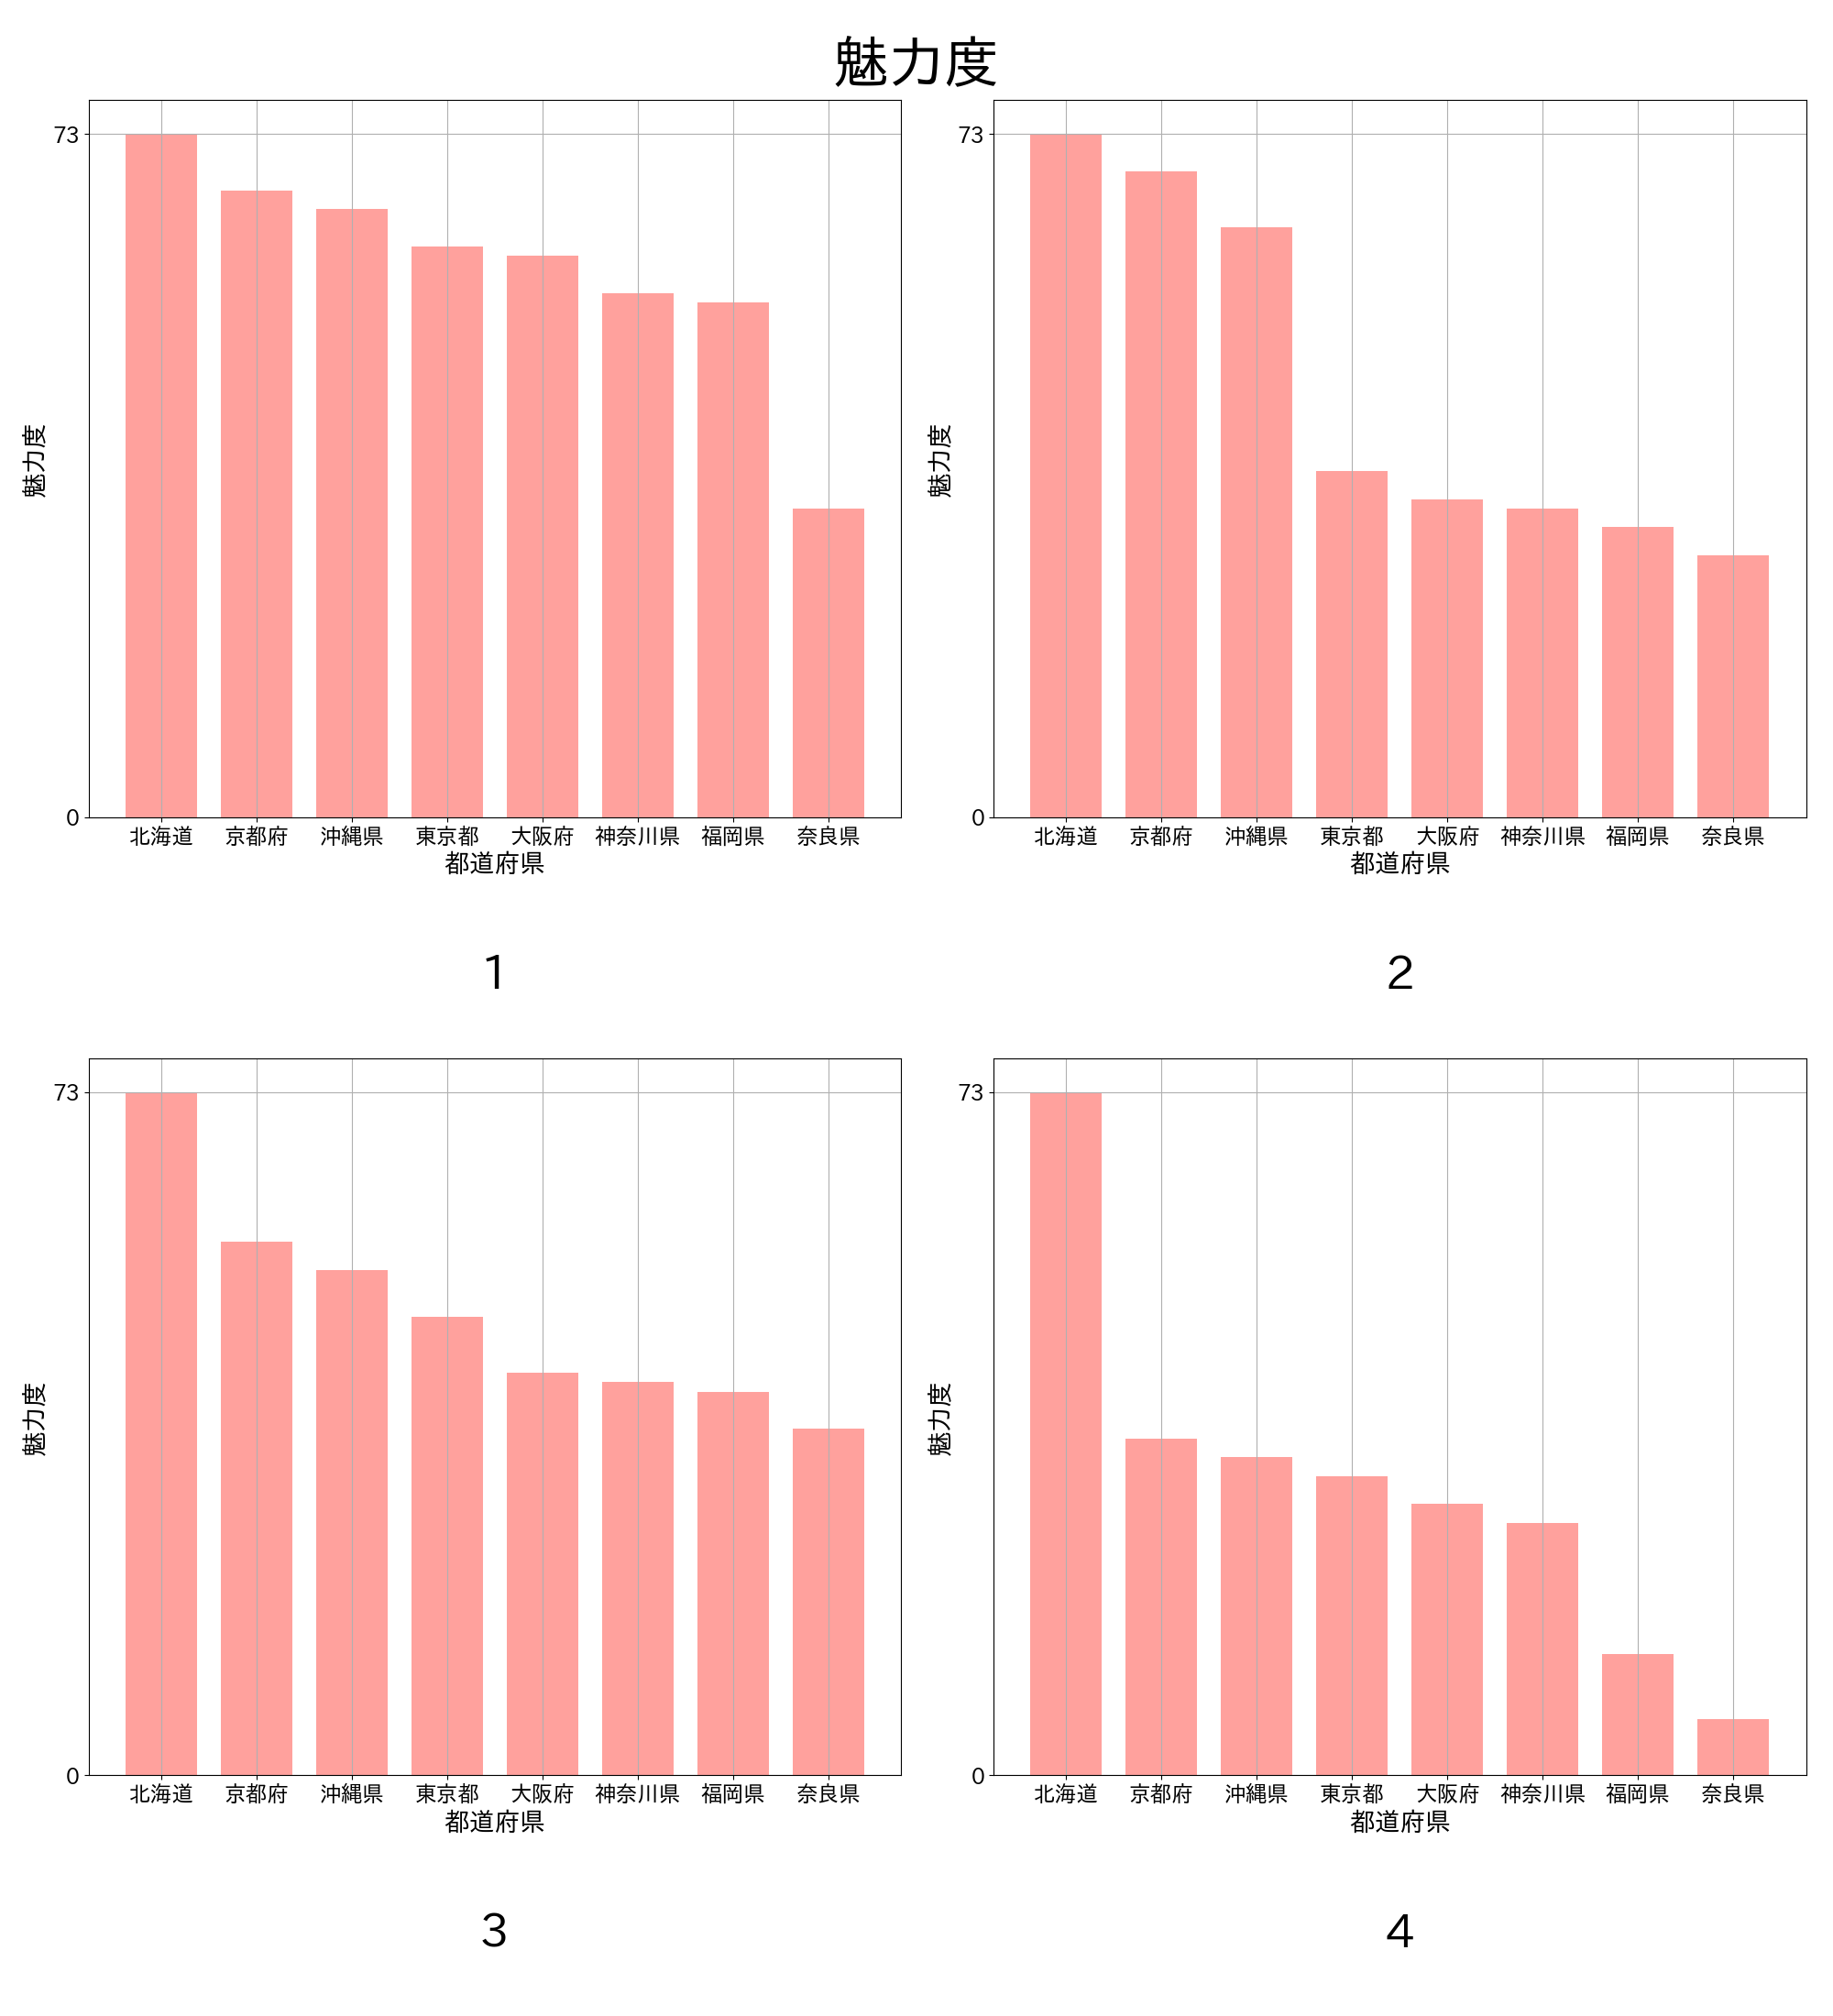 魅力度
73
魅力度
0
北海道 京都府 沖縄県 東京都 大阪府 神奈川県 福岡県 奈良県
都道府県
1
73
魅力度
0
北海道 京都府 沖縄県 東京都 大阪府 神奈川県 福岡県 奈良県
都道府県
2
73
魅力度
0
北海道 京都府 沖縄県 東京都 大阪府 神奈川県 福岡県 奈良県
都道府県
3
73
魅力度
0
北海道 京都府 沖縄県 東京都 大阪府 神奈川県 福岡県 奈良県
都道府県
4